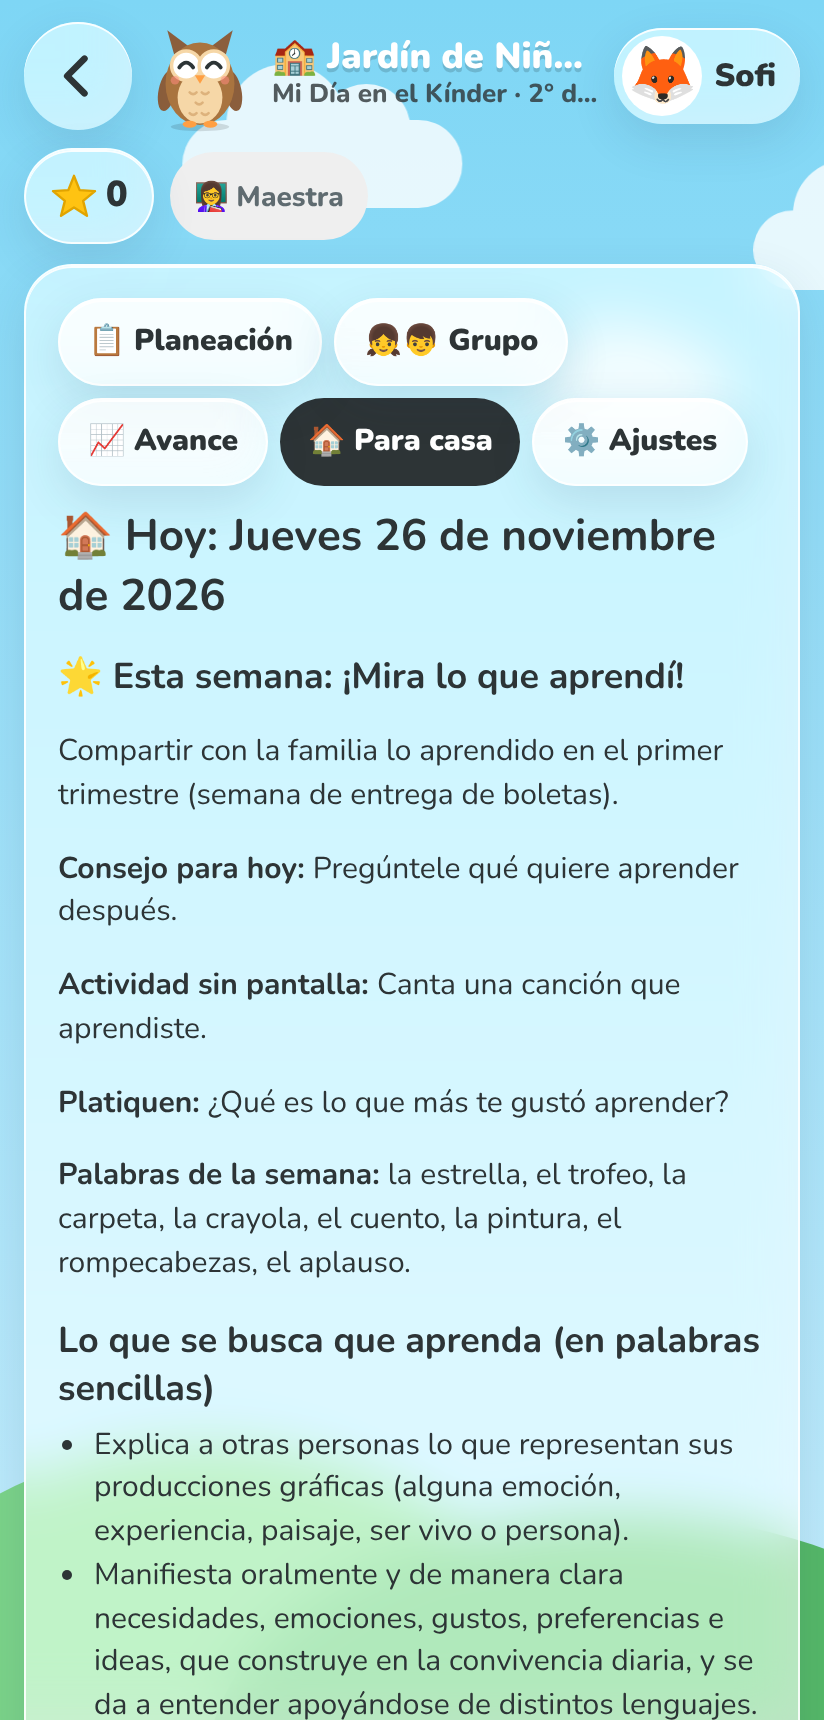 Jardín de Niñ...
Mi Día en el Kínder · 2° d...
Sofi
0
Maestra
Planeación
Grupo
Avance
Para casa
Ajustes
Hoy: Jueves 26 de noviembre
de 2026
Esta semana: ¡Mira lo que aprendí!
Compartir con la familia lo aprendido en el primer
trimestre (semana de entrega de boletas).
Consejo para hoy: Pregúntele qué quiere aprender
después.
Actividad sin pantalla: Canta una canción que
aprendiste.
Platiquen: ¿Qué es lo que más te gustó aprender?
Palabras de la semana: la estrella, el trofeo, la
carpeta, la crayola, el cuento, la pintura, el
rompecabezas, el aplauso.
Lo que se busca que aprenda (en palabras
sencillas)
• Explica a otras personas lo que representan sus
producciones gráficas (alguna emoción,
experiencia, paisaje, ser vivo o persona).
• Manifiesta oralmente y de manera clara
necesidades, emociones, gustos, preferencias e
ideas, que construye en la convivencia diaria, y se
da a entender apoyándose de distintos lenguajes.